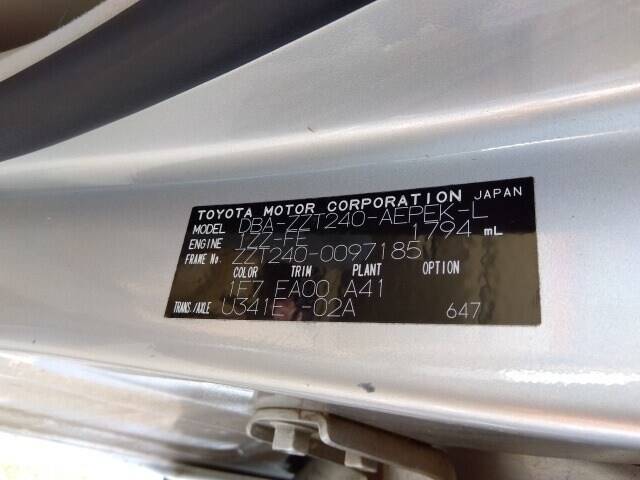 TOYOTA MOTOR CORPORATION JAPAN
MODEL DBA-ZZT240-AEPEK-L
ENGINE 1ZZ-FE 1794 mL
FRAME No. ZZT240-0097185
COLOR TRIM PLANT OPTION
1F7 FA00 A41
TRANS./AXLE U341E -02A 647